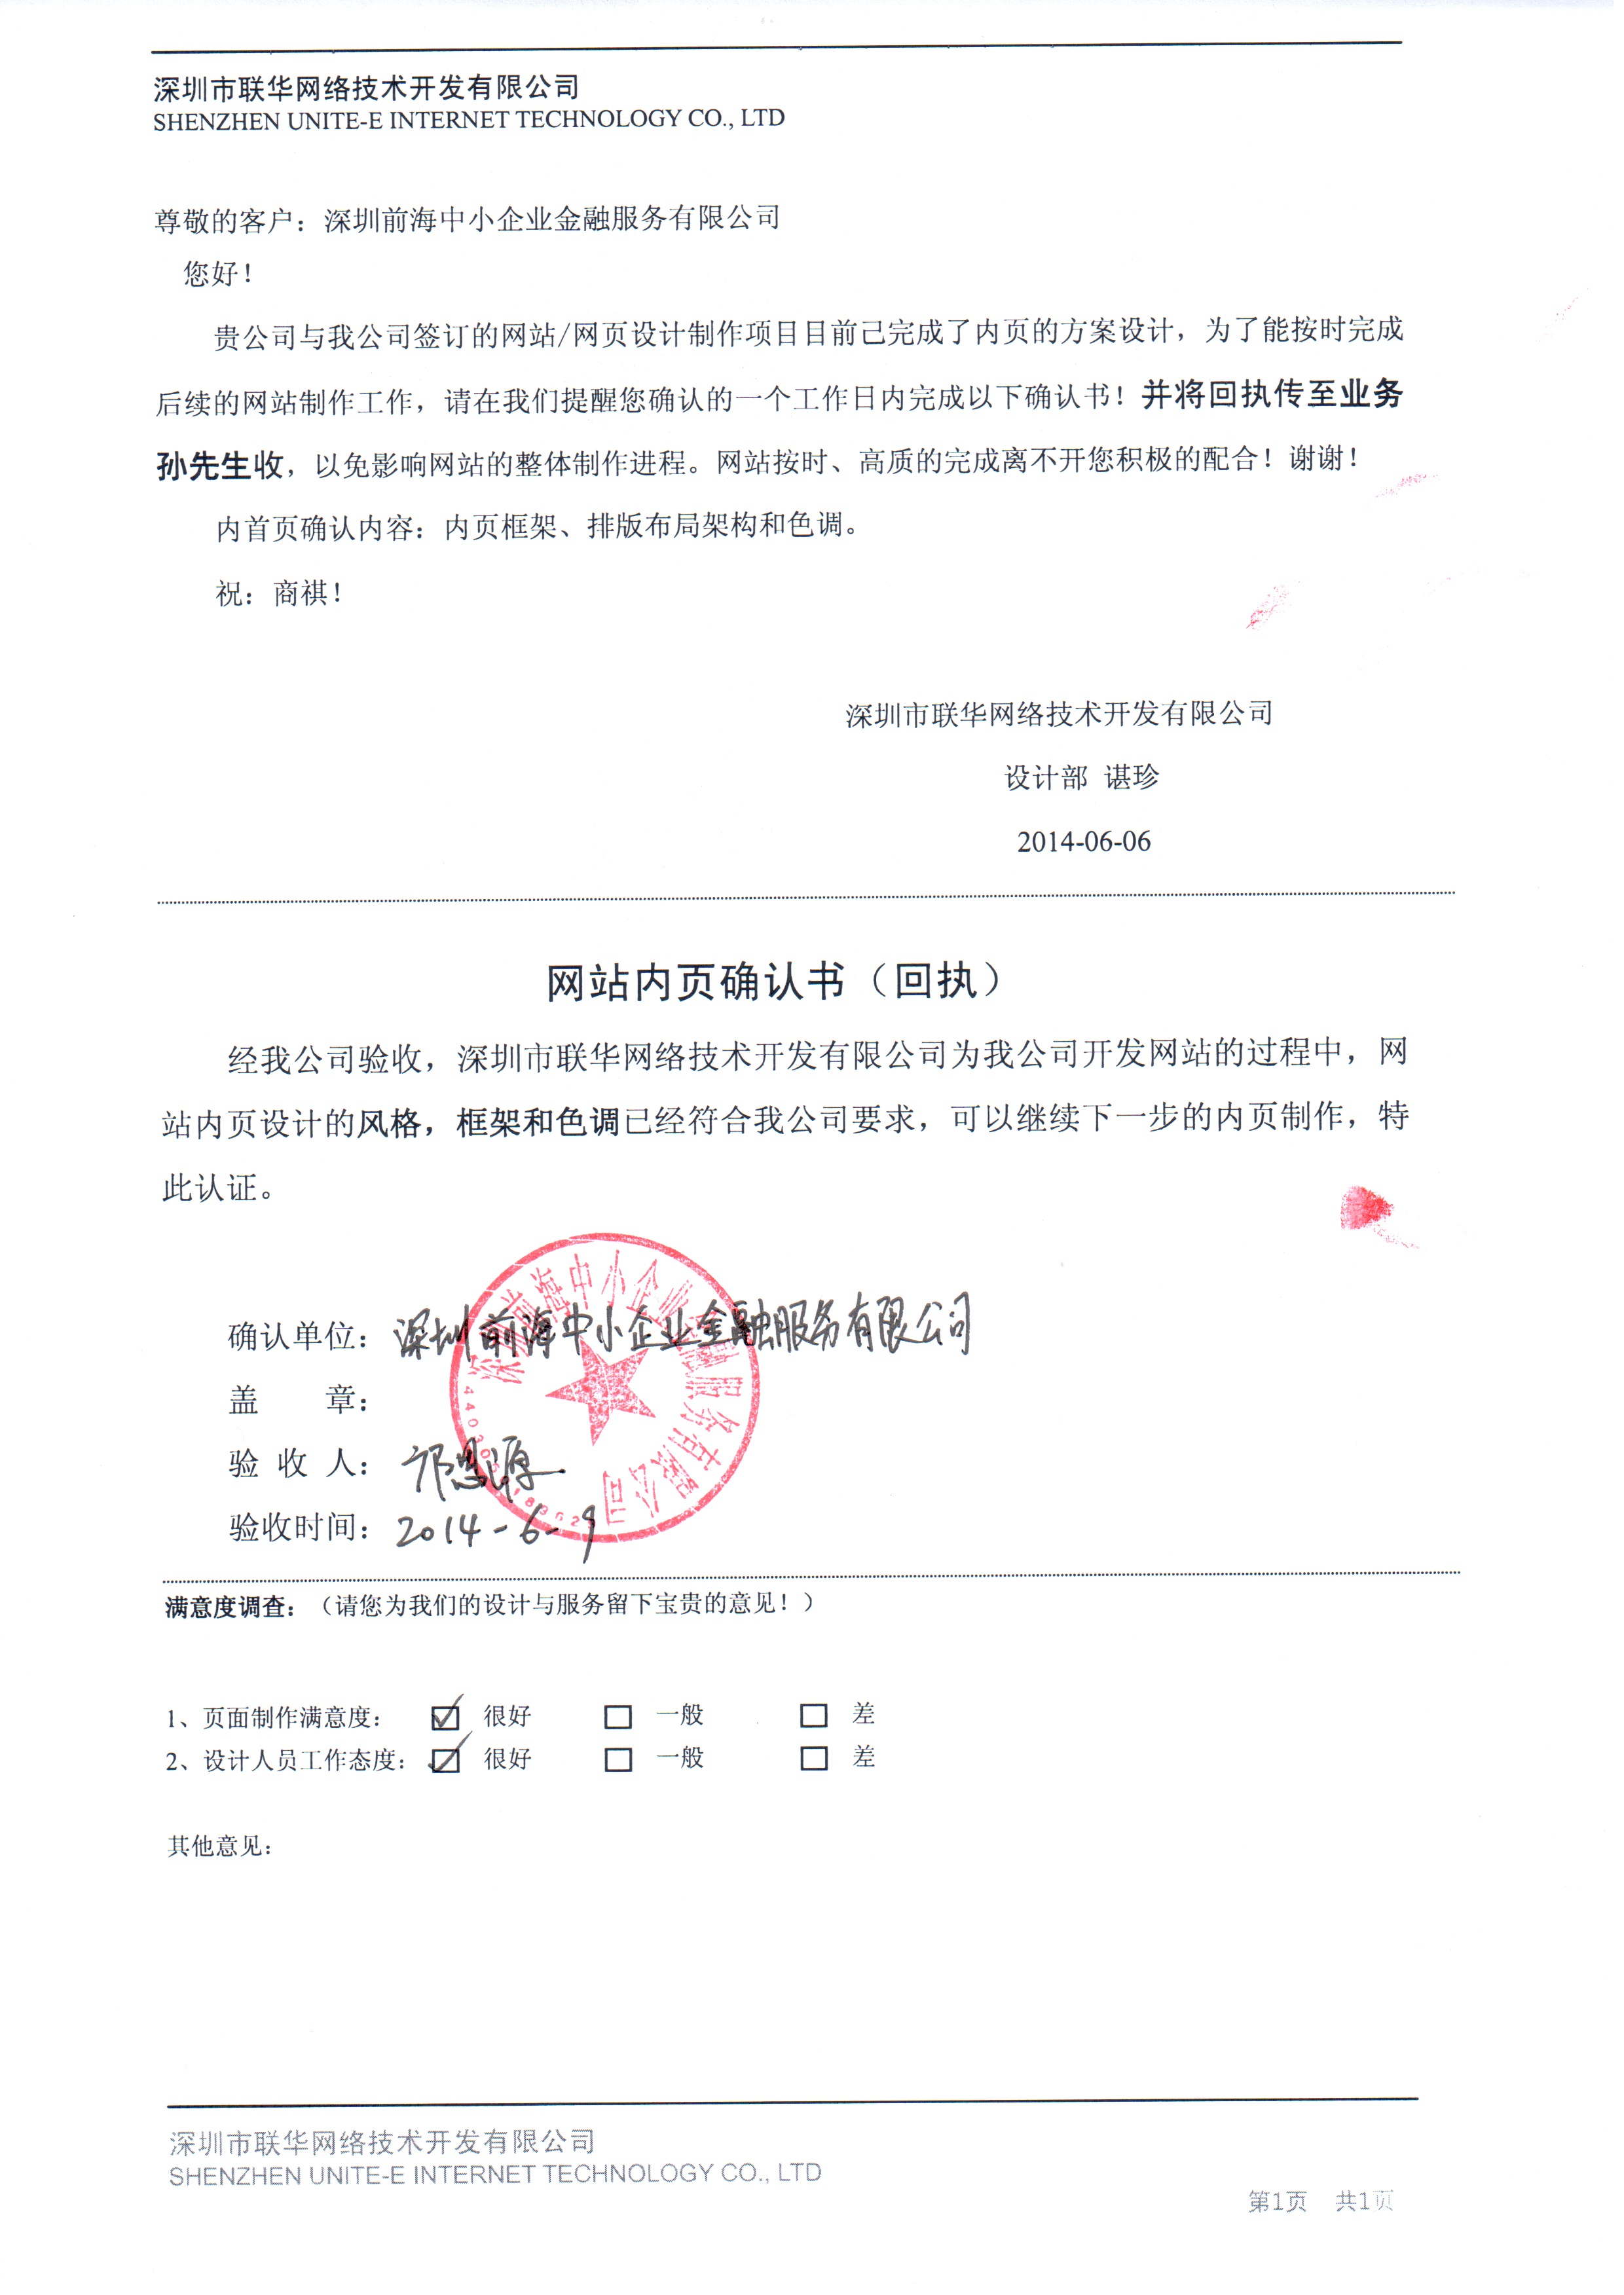 深圳市联华网络技术开发有限公司
SHENZHEN UNITE-E INTERNET TECHNOLOGY CO., LTD
尊敬的客户：深圳前海中小企业金融服务有限公司
您好！
贵公司与我公司签订的网站/网页设计制作项目目前已完成了内页的方案设计，为了能按时完成
后续的网站制作工作，请在我们提醒您确认的一个工作日内完成以下确认书！并将回执传至业务
孙先生收，以免影响网站的整体制作进程。网站按时、高质的完成离不开您积极的配合！谢谢！
内首页确认内容：内页框架、排版布局架构和色调。
祝：商祺！
深圳市联华网络技术开发有限公司
设计部 谌珍
2014-06-06
网站内页确认书（回执）
经我公司验收，深圳市联华网络技术开发有限公司为我公司开发网站的过程中，网
站内页设计的风格，框架和色调已经符合我公司要求，可以继续下一步的内页制作，特
此认证。
深圳前海中小企业金融服务有限公司
确认单位：深圳前海中小企业金融服务有限公司
盖 章：
验 收 人：邝思源
验收时间：2014-6-9
满意度调查：（请您为我们的设计与服务留下宝贵的意见！）
1、页面制作满意度： ☑ 很好 □ 一般 □ 差
2、设计人员工作态度： ☑ 很好 □ 一般 □ 差
其他意见：
深圳市联华网络技术开发有限公司
SHENZHEN UNITE-E INTERNET TECHNOLOGY CO., LTD
第1页 共1页